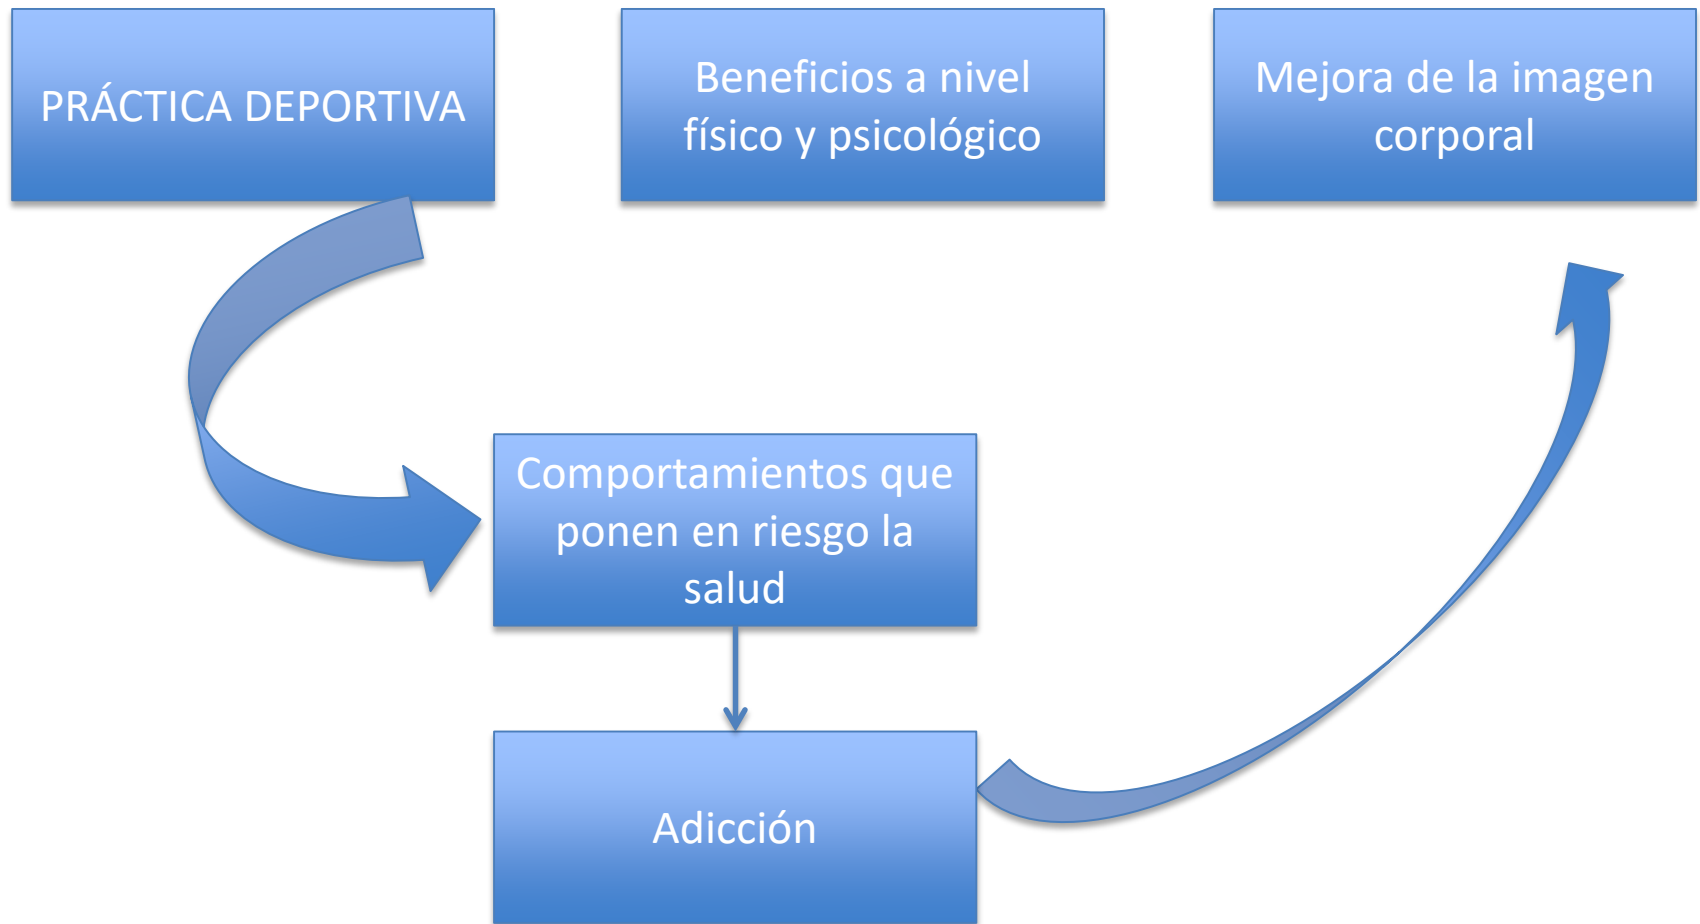 PRÁCTICA DEPORTIVA
Beneficios a nivel
físico y psicológico
Mejora de la imagen
corporal
Comportamientos que
ponen en riesgo la
salud
Adicción